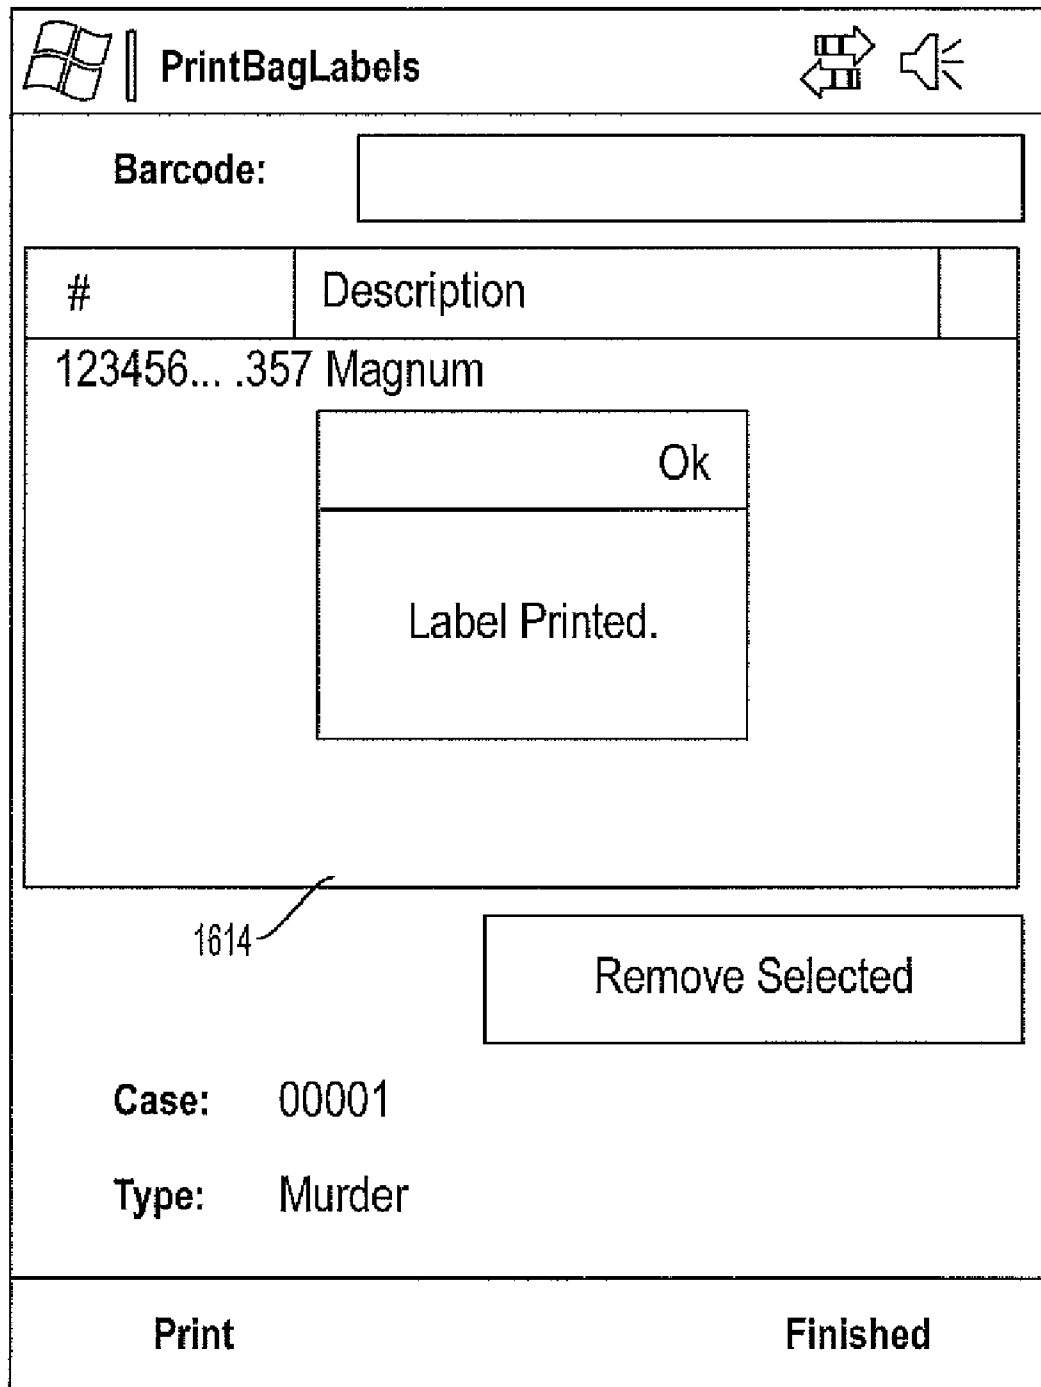 PrintBagLabels
Barcode:
# Description
123456... .357 Magnum
Ok
Label Printed.
1614
Remove Selected
Case: 00001
Type: Murder
Print Finished